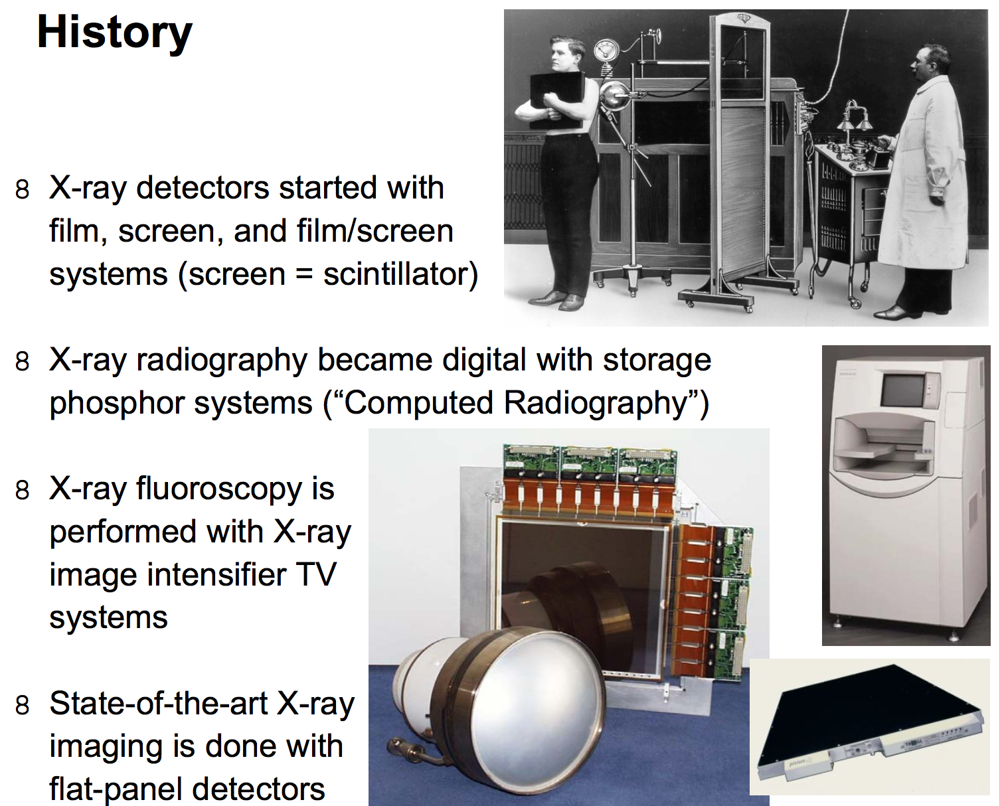 History
8 X-ray detectors started with
film, screen, and film/screen
systems (screen = scintillator)
8 X-ray radiography became digital with storage
phosphor systems (“Computed Radiography”)
8 X-ray fluoroscopy is
performed with X-ray
image intensifier TV
systems
8 State-of-the-art X-ray
imaging is done with
flat-panel detectors
pixium